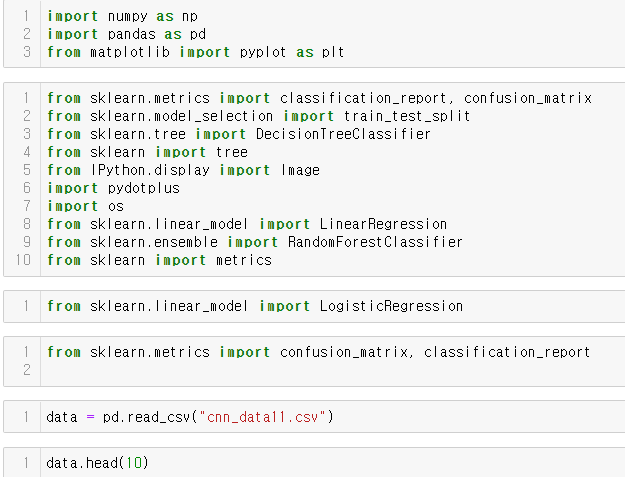 1 import numpy as np
2 import pandas as pd
3 from matplotlib import pyplot as plt
1 from sklearn.metrics import classification_report, confusion_matrix
2 from sklearn.model_selection import train_test_split
3 from sklearn.tree import DecisionTreeClassifier
4 from sklearn import tree
5 from IPython.display import Image
6 import pydotplus
7 import os
8 from sklearn.linear_model import LinearRegression
9 from sklearn.ensemble import RandomForestClassifier
10 from sklearn import metrics
1 from sklearn.linear_model import LogisticRegression
1 from sklearn.metrics import confusion_matrix, classification_report
2
1 data = pd.read_csv("cnn_data11.csv")
1 data.head(10)